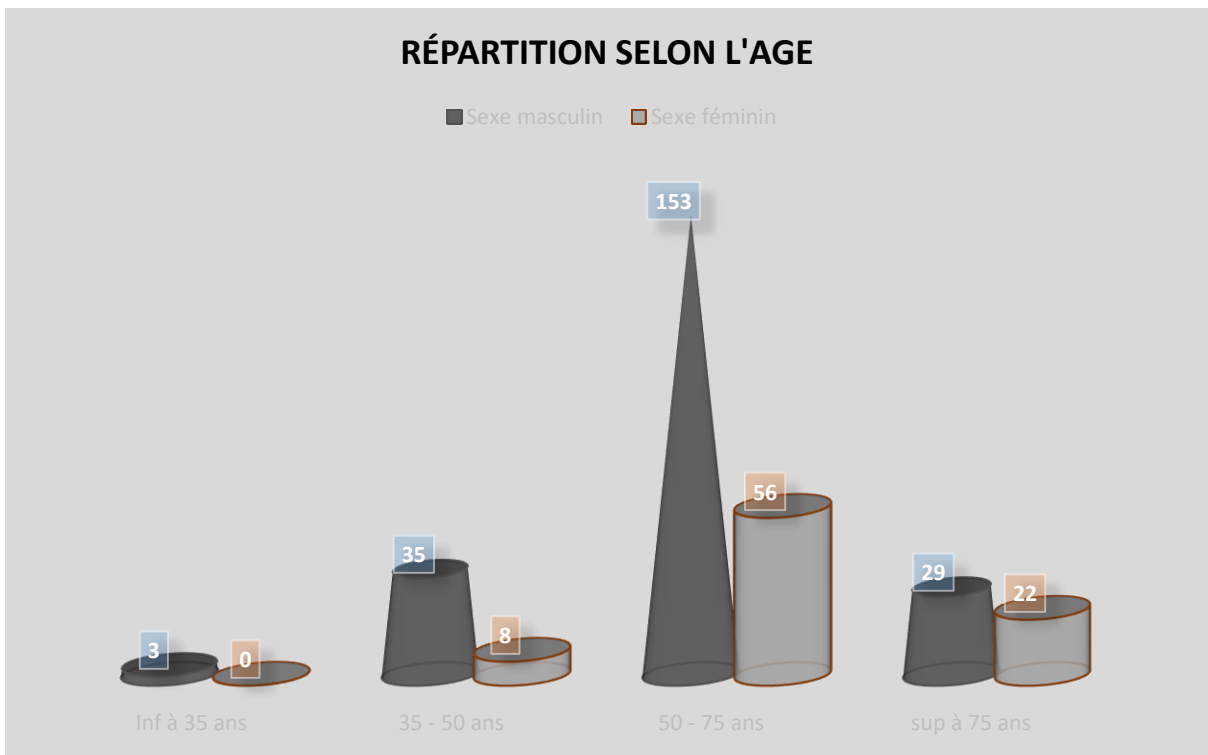 RÉPARTITION SELON L'AGE
Sexe masculin Sexe féminin
153
56
35
29
22
8
3
0
Inf à 35 ans 35 - 50 ans 50 - 75 ans sup à 75 ans